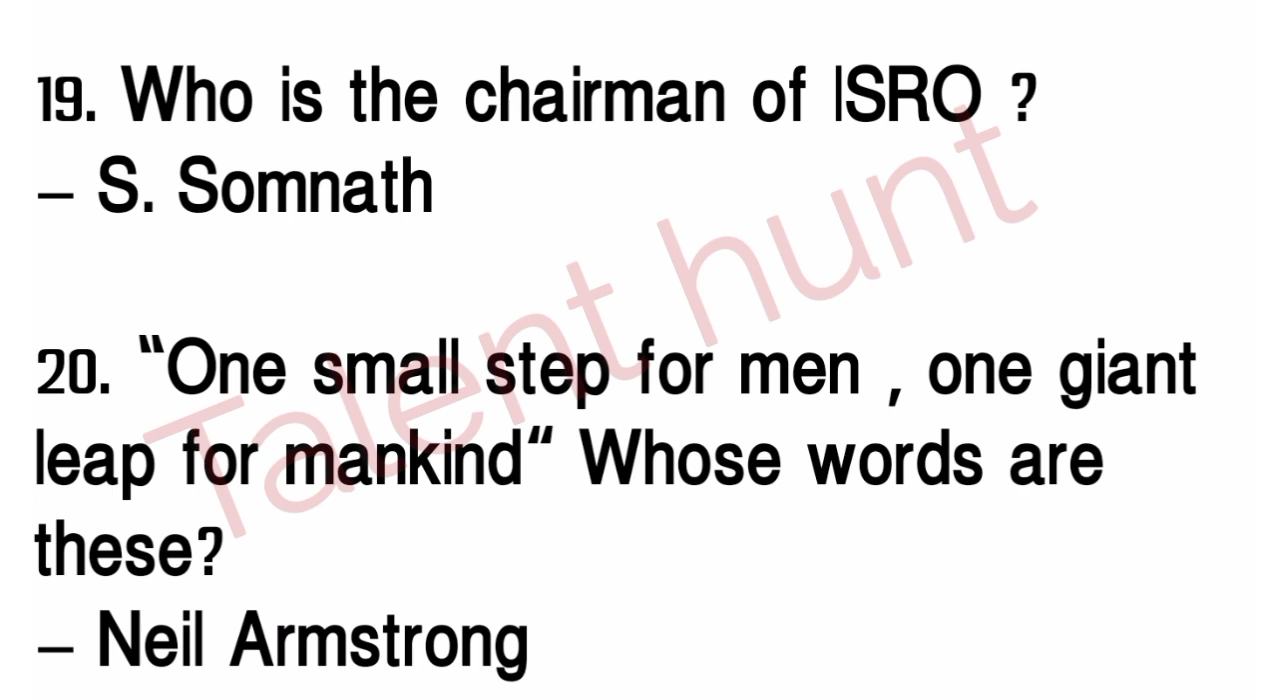 19. Who is the chairman of ISRO ?
– S. Somnath
20. “One small step for men , one giant
leap for mankind“ Whose words are
these?
– Neil Armstrong
Talent hunt